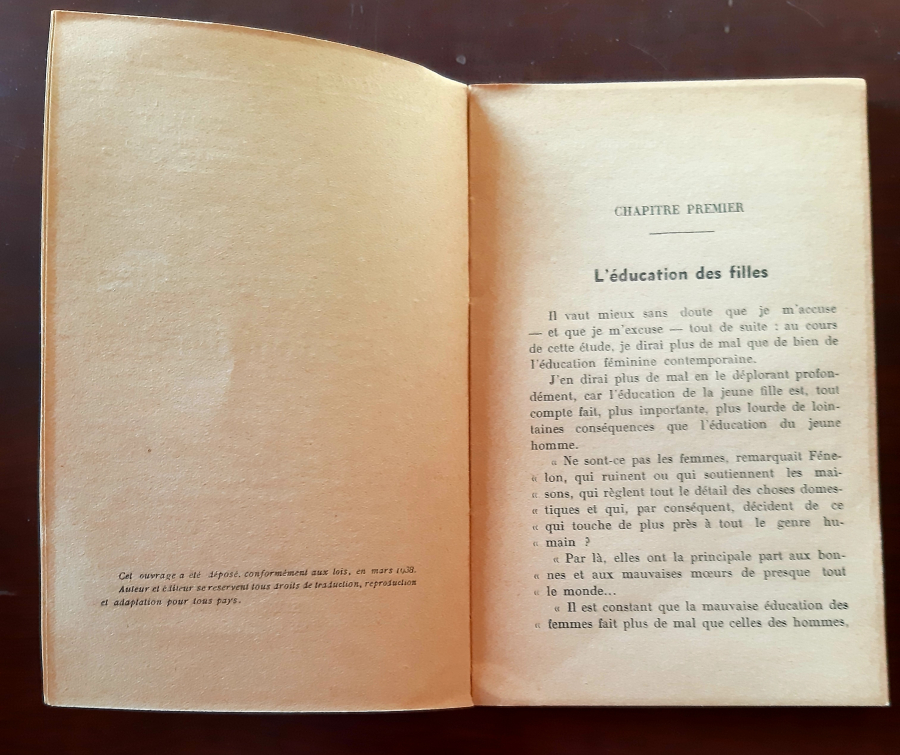 Cet ouvrage a été déposé, conformément aux lois, en mars 1938.
Auteur et éditeur se réservent tous droits de traduction, reproduction
et adaptation pour tous pays.
CHAPITRE PREMIER
L'éducation des filles
Il vaut mieux sans doute que je m'accuse
— et que je m'excuse — tout de suite : au cours
de cette étude, je dirai plus de mal que de bien de
l'éducation féminine contemporaine.
J'en dirai plus de mal en le déplorant profon-
dément, car l'éducation de la jeune fille est, tout
compte fait, plus importante, plus lourde de loin-
taines conséquences que l'éducation du jeune
homme.
« Ne sont-ce pas les femmes, remarquait Féne-
« lon, qui ruinent ou qui soutiennent les mai-
« sons, qui règlent tout le détail des choses domes-
« tiques et qui, par conséquent, décident de ce
« qui touche de plus près à tout le genre hu-
« main ?
« Par là, elles ont la principale part aux bon-
« nes et aux mauvaises mœurs de presque tout
« le monde...
« Il est constant que la mauvaise éducation des
« femmes fait plus de mal que celles des hommes,